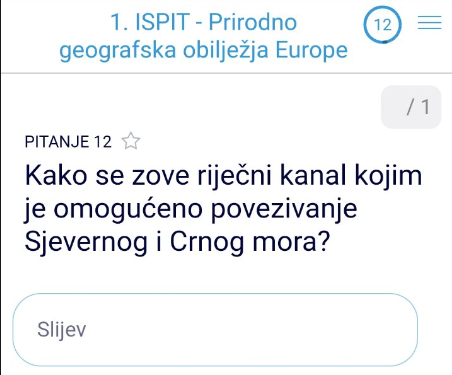 1. ISPIT - Prirodno
geografska obilježja Europe
12
/ 1
PITANJE 12
Kako se zove riječni kanal kojim
je omogućeno povezivanje
Sjevernog i Crnog mora?
Slijev